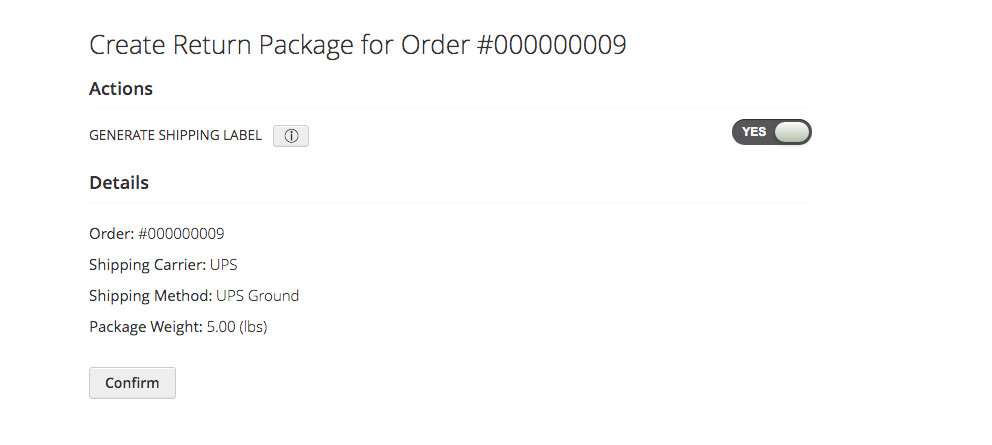 Create Return Package for Order #000000009
Actions
GENERATE SHIPPING LABEL
YES
Details
Order: #000000009
Shipping Carrier: UPS
Shipping Method: UPS Ground
Package Weight: 5.00 (lbs)
Confirm